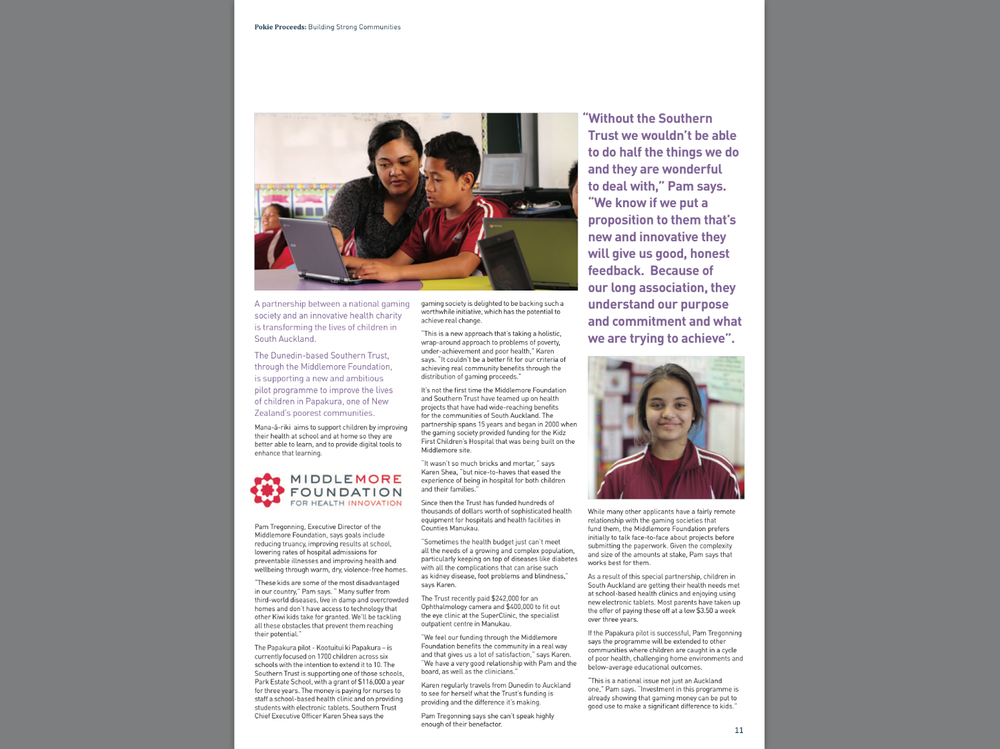 Pokie Proceeds: Building Strong Communities
A partnership between a national gaming
society and an innovative health charity
is transforming the lives of children in
South Auckland.
The Dunedin-based Southern Trust,
through the Middlemore Foundation,
is supporting a new and ambitious
pilot programme to improve the lives
of children in Papakura, one of New
Zealand's poorest communities.
Mana-ā-riki aims to support children by improving
their health at school and at home so they are
better able to learn, and to provide digital tools to
enhance that learning.
MIDDLEMORE
FOUNDATION
FOR HEALTH INNOVATION
Pam Tregonning, Executive Director of the
Middlemore Foundation, says goals include
reducing truancy, improving results at school,
lowering rates of hospital admissions for
preventable illnesses and improving health and
wellbeing through warm, dry, violence-free homes.
"These kids are some of the most disadvantaged
in our country," Pam says. " Many suffer from
third-world diseases, live in damp and overcrowded
homes and don't have access to technology that
other Kiwi kids take for granted. We'll be tackling
all these obstacles that prevent them reaching
their potential."
The Papakura pilot - Kootuitui ki Papakura – is
currently focused on 1700 children across six
schools with the intention to extend it to 10. The
Southern Trust is supporting one of those schools,
Park Estate School, with a grant of $116,000 a year
for three years. The money is paying for nurses to
staff a school-based health clinic and on providing
students with electronic tablets. Southern Trust
Chief Executive Officer Karen Shea says the
gaming society is delighted to be backing such a
worthwhile initiative, which has the potential to
achieve real change.
"This is a new approach that's taking a holistic,
wrap-around approach to problems of poverty,
under-achievement and poor health," Karen
says. "It couldn't be a better fit for our criteria of
achieving real community benefits through the
distribution of gaming proceeds."
It's not the first time the Middlemore Foundation
and Southern Trust have teamed up on health
projects that have had wide-reaching benefits
for the communities of South Auckland. The
partnership spans 15 years and began in 2000 when
the gaming society provided funding for the Kidz
First Children's Hospital that was being built on the
Middlemore site.
"It wasn't so much bricks and mortar, " says
Karen Shea, "but nice-to-haves that eased the
experience of being in hospital for both children
and their families."
Since then the Trust has funded hundreds of
thousands of dollars worth of sophisticated health
equipment for hospitals and health facilities in
Counties Manukau.
"Sometimes the health budget just can't meet
all the needs of a growing and complex population,
particularly keeping on top of diseases like diabetes
with all the complications that can arise such
as kidney disease, foot problems and blindness,"
says Karen.
The Trust recently paid $242,000 for an
Ophthalmology camera and $400,000 to fit out
the eye clinic at the SuperClinic, the specialist
outpatient centre in Manukau.
"We feel our funding through the Middlemore
Foundation benefits the community in a real way
and that gives us a lot of satisfaction," says Karen.
"We have a very good relationship with Pam and the
board, as well as the clinicians."
Karen regularly travels from Dunedin to Auckland
to see for herself what the Trust's funding is
providing and the difference it's making.
Pam Tregonning says she can't speak highly
enough of their benefactor.
"Without the Southern
Trust we wouldn't be able
to do half the things we do
and they are wonderful
to deal with," Pam says.
"We know if we put a
proposition to them that's
new and innovative they
will give us good, honest
feedback. Because of
our long association, they
understand our purpose
and commitment and what
we are trying to achieve".
While many other applicants have a fairly remote
relationship with the gaming societies that
fund them, the Middlemore Foundation prefers
initially to talk face-to-face about projects before
submitting the paperwork. Given the complexity
and size of the amounts at stake, Pam says that
works best for them.
As a result of this special partnership, children in
South Auckland are getting their health needs met
at school-based health clinics and enjoying using
new electronic tablets. Most parents have taken up
the offer of paying these off at a low $3.50 a week
over three years.
If the Papakura pilot is successful, Pam Tregonning
says the programme will be extended to other
communities where children are caught in a cycle
of poor health, challenging home environments and
below-average educational outcomes.
"This is a national issue not just an Auckland
one," Pam says. "Investment in this programme is
already showing that gaming money can be put to
good use to make a significant difference to kids."
11